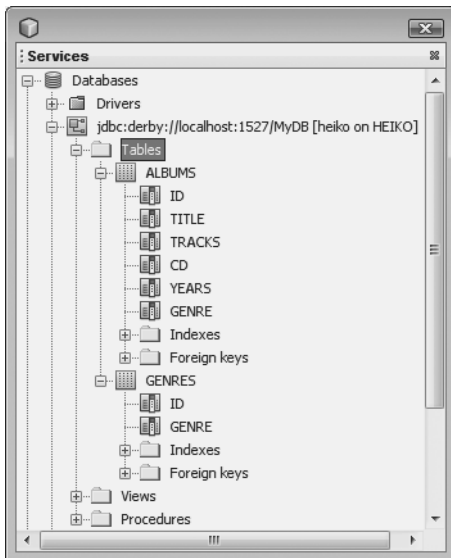 Services
Databases
Drivers
jdbc:derby://localhost:1527/MyDB [heiko on HEIKO]
Tables
ALBUMS
ID
TITLE
TRACKS
CD
YEARS
GENRE
Indexes
Foreign keys
GENRES
ID
GENRE
Indexes
Foreign keys
Views
Procedures